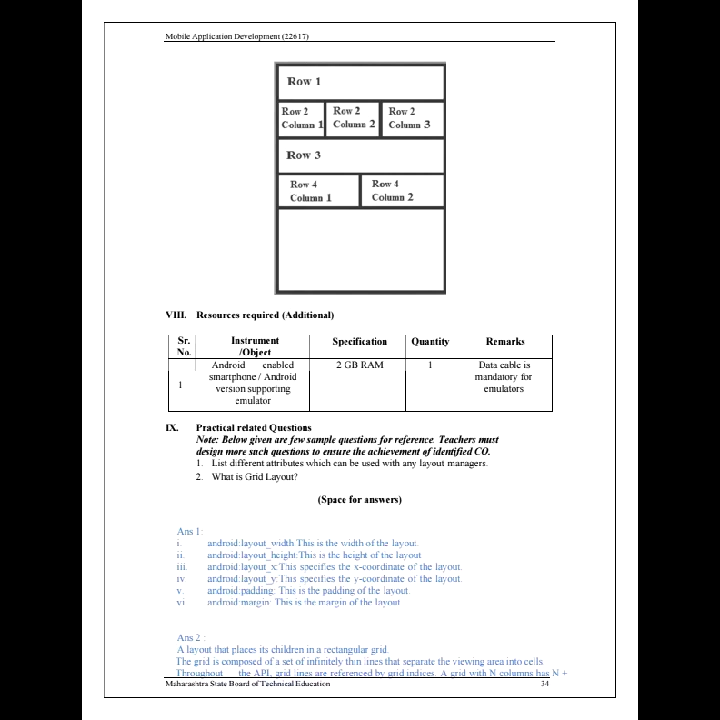 Mobile Application Development (22617)
Row 1
Row 2 Row 2 Row 2
Column 1 Column 2 Column 3
Row 3
Row 4 Row 4
Column 1 Column 2
VIII. Resources required (Additional)
Sr. No. Instrument /Object Specification Quantity Remarks
1 Android enabled smartphone / Android version supporting emulator 2 GB RAM 1 Data cable is mandatory for emulators
IX. Practical related Questions
Note: Below given are few sample questions for reference. Teachers must
design more such questions to ensure the achievement of identified CO.
1. List different attributes which can be used with any layout managers.
2. What is Grid Layout?
(Space for answers)
Ans 1:
i. android:layout_width:This is the width of the layout.
ii. android:layout_height:This is the height of the layout
iii. android:layout_x:This specifies the x-coordinate of the layout.
iv. android:layout_y:This specifies the y-coordinate of the layout.
v. android:padding: This is the padding of the layout.
vi. android:margin: This is the margin of the layout
Ans 2 :
A layout that places its children in a rectangular grid.
The grid is composed of a set of infinitely thin lines that separate the viewing area into cells.
Throughout the API, grid lines are referenced by grid indices. A grid with N columns has N +
Maharashtra State Board of Technical Education 34